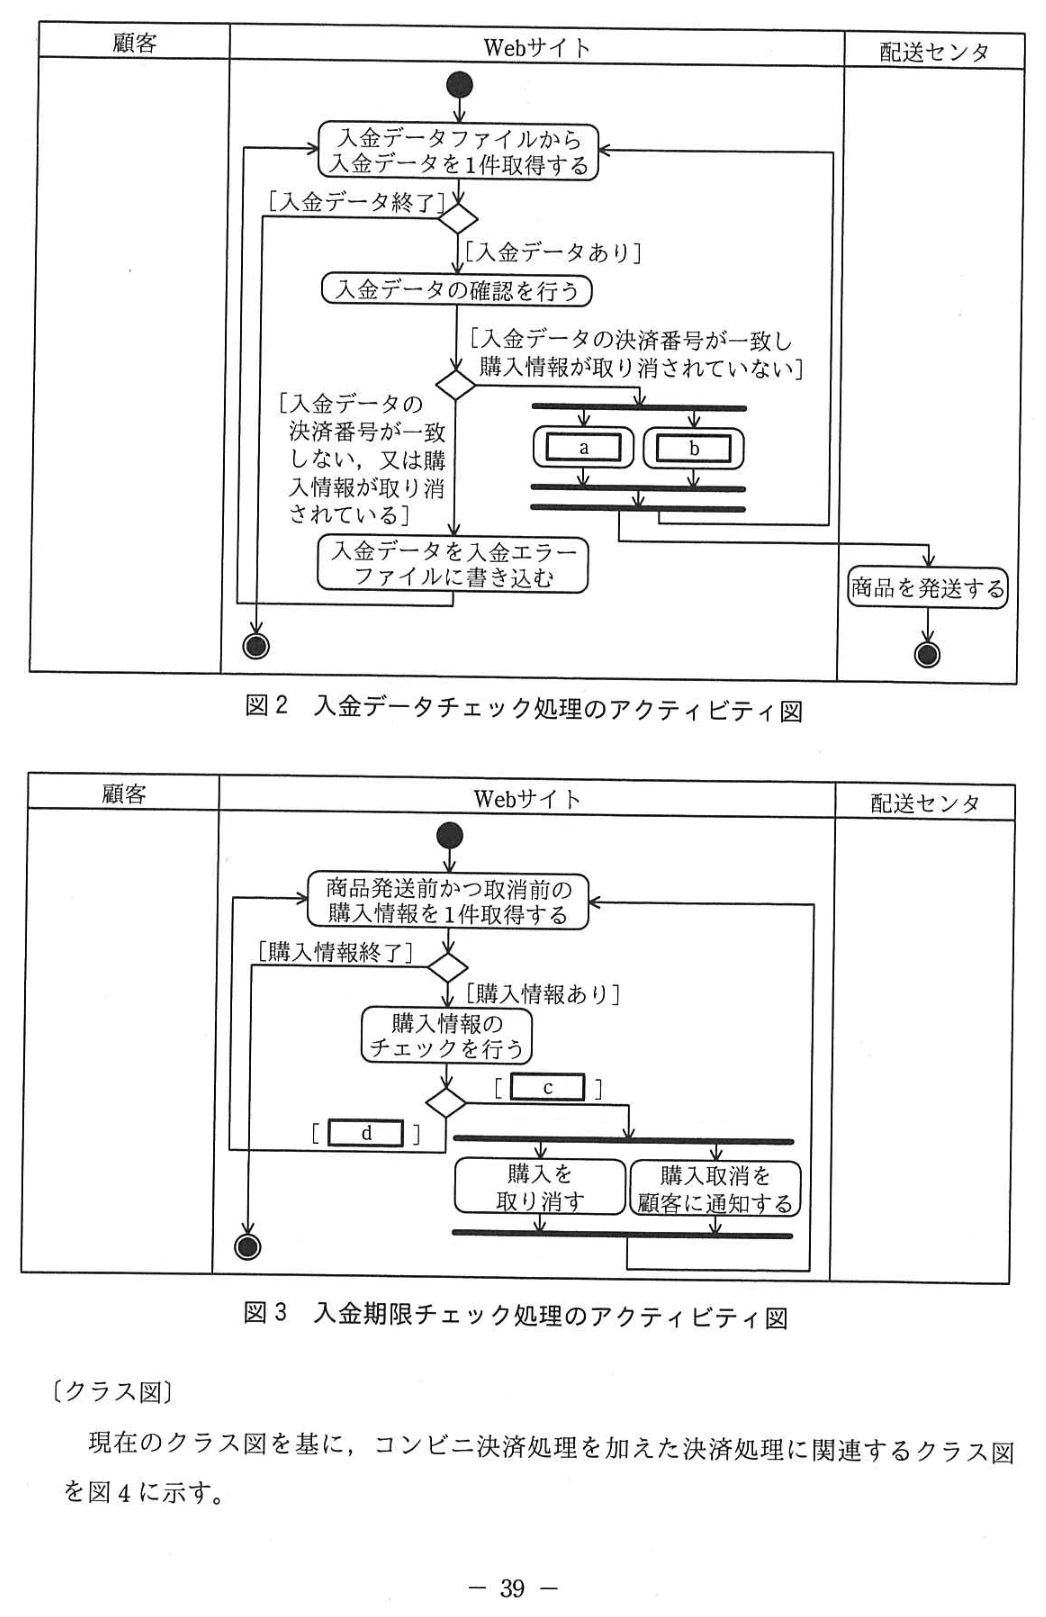 顧客
Webサイト
配送センタ
入金データファイルから
入金データを1件取得する
[入金データ終了]
[入金データあり]
入金データの確認を行う
[入金データの決済番号が一致し
購入情報が取り消されていない]
[入金データの
決済番号が一致
しない，又は購
入情報が取り消
されている]
a
b
入金データを入金エラー
ファイルに書き込む
商品を発送する
図2　入金データチェック処理のアクティビティ図
顧客
Webサイト
配送センタ
商品発送前かつ取消前の
購入情報を1件取得する
[購入情報終了]
[購入情報あり]
購入情報の
チェックを行う
[ c ]
[ d ]
購入を
取り消す
購入取消を
顧客に通知する
図3　入金期限チェック処理のアクティビティ図
〔クラス図〕
現在のクラス図を基に，コンビニ決済処理を加えた決済処理に関連するクラス図
を図4に示す。
－ 39 －